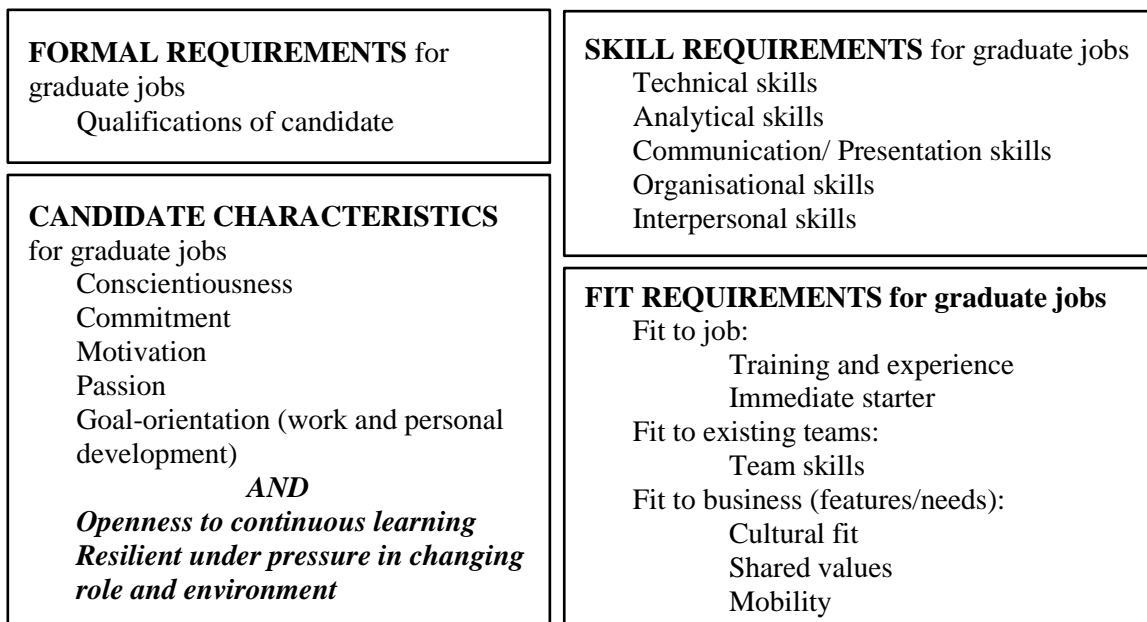 FORMAL REQUIREMENTS for
graduate jobs
Qualifications of candidate
CANDIDATE CHARACTERISTICS
for graduate jobs
Conscientiousness
Commitment
Motivation
Passion
Goal-orientation (work and personal
development)
AND
Openness to continuous learning
Resilient under pressure in changing
role and environment
SKILL REQUIREMENTS for graduate jobs
Technical skills
Analytical skills
Communication/ Presentation skills
Organisational skills
Interpersonal skills
FIT REQUIREMENTS for graduate jobs
Fit to job:
Training and experience
Immediate starter
Fit to existing teams:
Team skills
Fit to business (features/needs):
Cultural fit
Shared values
Mobility